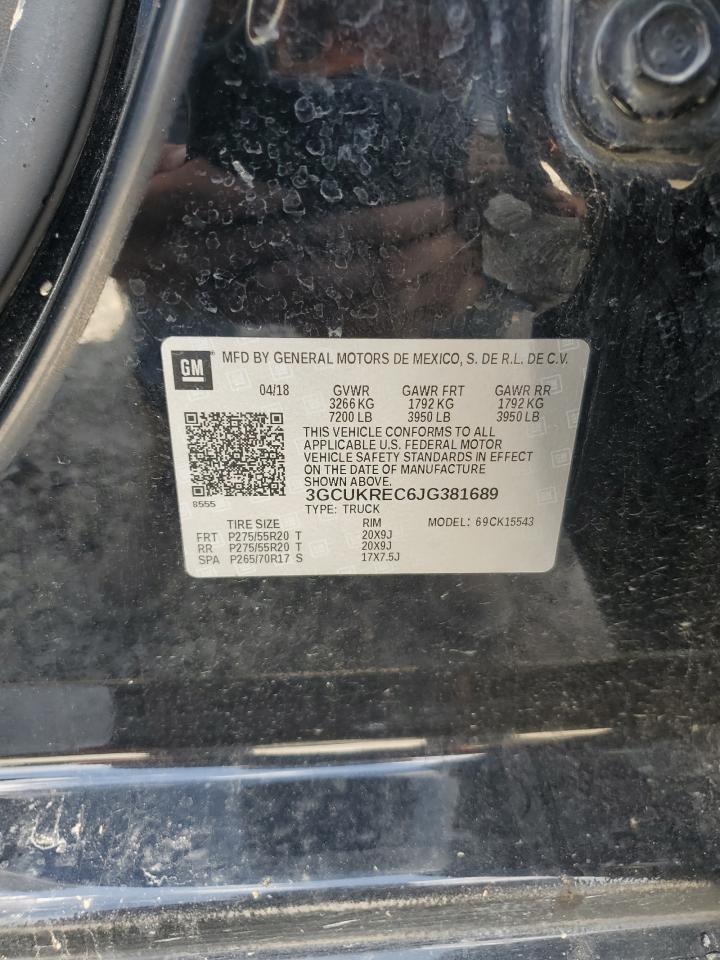 GM MFD BY GENERAL MOTORS DE MEXICO, S. DE R.L. DE C.V.
04/18 GVWR GAWR FRT GAWR RR
3266 KG 1792 KG 1792 KG
7200 LB 3950 LB 3950 LB
THIS VEHICLE CONFORMS TO ALL
APPLICABLE U.S. FEDERAL MOTOR
VEHICLE SAFETY STANDARDS IN EFFECT
ON THE DATE OF MANUFACTURE
SHOWN ABOVE.
3GCUKREC6JG381689
8555
TYPE: TRUCK
TIRE SIZE RIM MODEL: 69CK15543
FRT P275/55R20 T 20X9J
RR P275/55R20 T 20X9J
SPA P265/70R17 S 17X7.5J